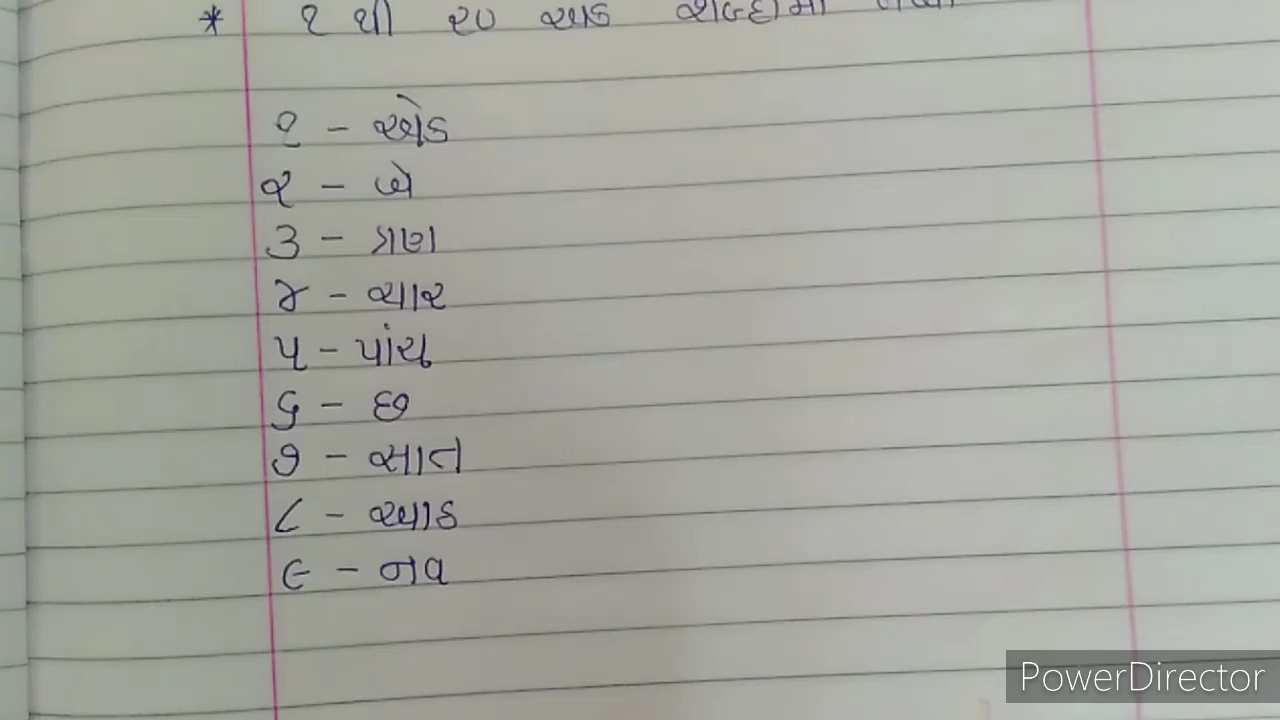 * ૧ થી ૨૦ આંક શબ્દોમાં
૧ - એક
૨ - બે
૩ - ત્રણ
૪ - ચાર
૫ - પાંચ
૬ - છ
૭ - સાત
૮ - આઠ
૯ - નવ
PowerDirector